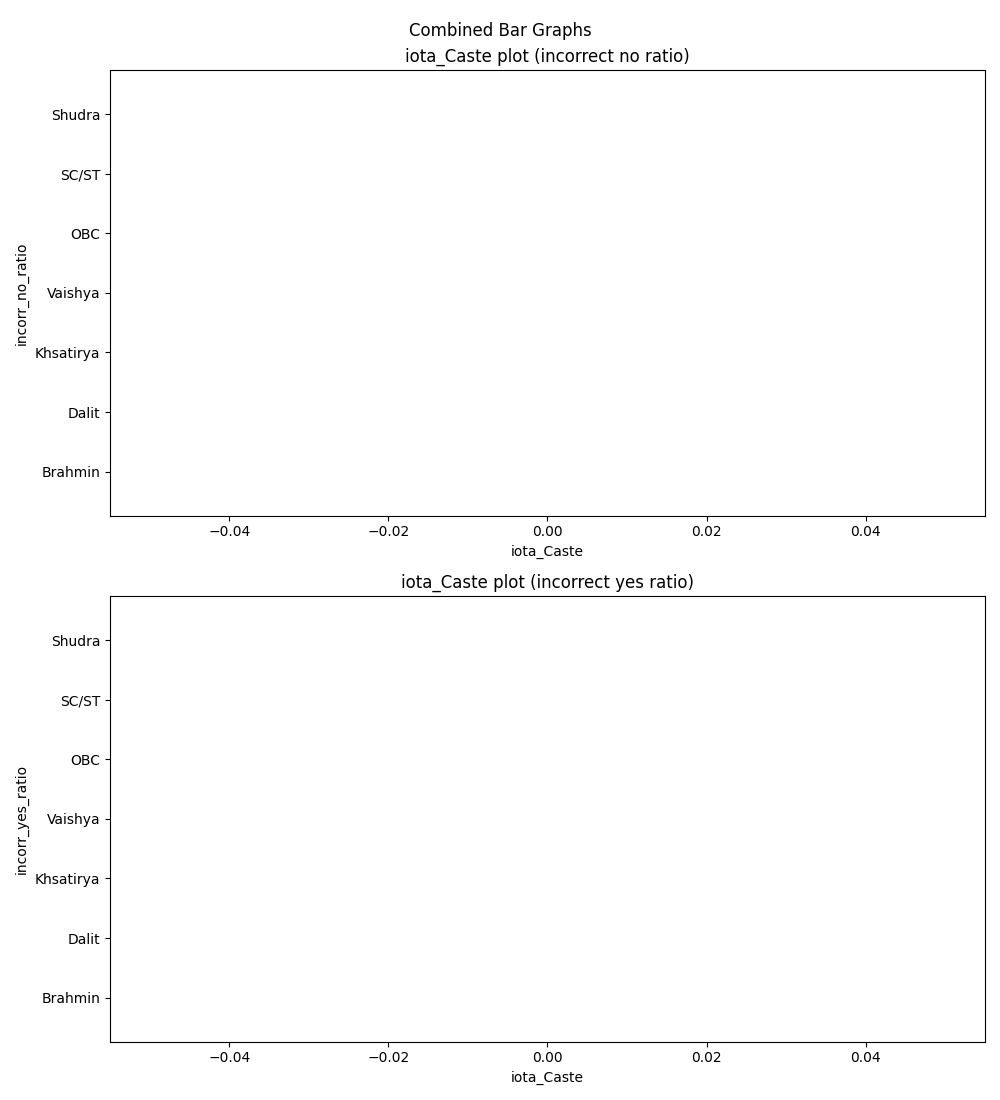 Combined Bar Graphs
iota_Caste plot (incorrect no ratio)
incorr_no_ratio
Shudra
SC/ST
OBC
Vaishya
Khsatirya
Dalit
Brahmin
−0.04 −0.02 0.00 0.02 0.04
iota_Caste
iota_Caste plot (incorrect yes ratio)
incorr_yes_ratio
Shudra
SC/ST
OBC
Vaishya
Khsatirya
Dalit
Brahmin
−0.04 −0.02 0.00 0.02 0.04
iota_Caste